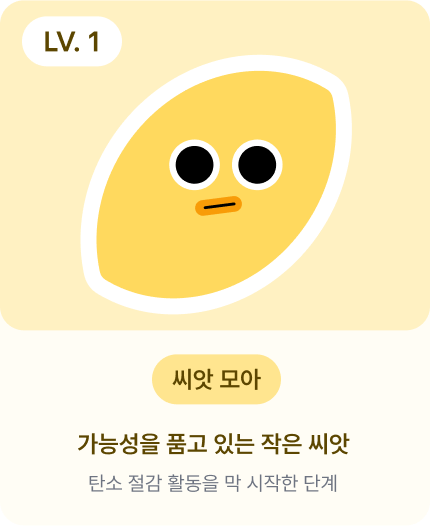 LV. 1
씨앗 모아
가능성을 품고 있는 작은 씨앗
탄소 절감 활동을 막 시작한 단계